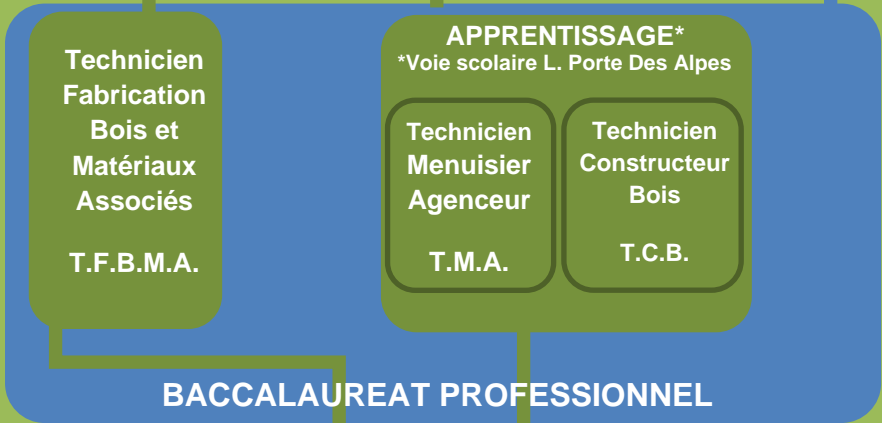 Technicien
Fabrication
Bois et
Matériaux
Associés
T.F.B.M.A.
APPRENTISSAGE*
*Voie scolaire L. Porte Des Alpes
Technicien
Menuisier
Agenceur
T.M.A.
Technicien
Constructeur
Bois
T.C.B.
BACCALAUREAT PROFESSIONNEL